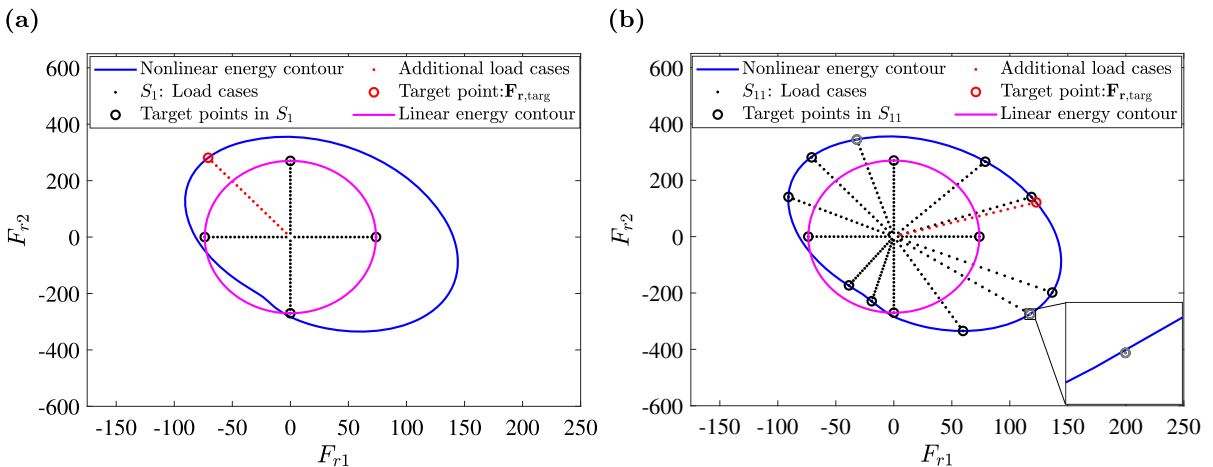 (a)
Nonlinear energy contour
S1: Load cases
Target points in S1
Additional load cases
Target point:Fr,targ
Linear energy contour
600
400
200
0
-200
-400
-600
Fr2
-150 -100 -50 0 50 100 150 200 250
Fr1
(b)
Nonlinear energy contour
S11: Load cases
Target points in S11
Additional load cases
Target point:Fr,targ
Linear energy contour
600
400
200
0
-200
-400
-600
Fr2
-150 -100 -50 0 50 100 150 200 250
Fr1